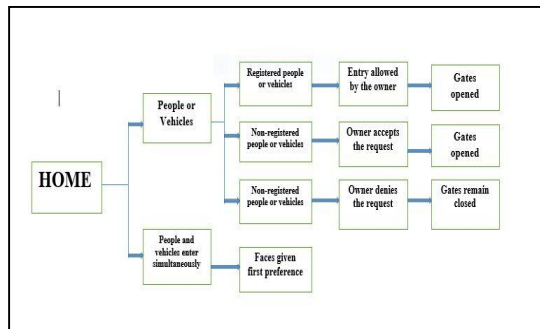 HOME
People or
Vehicles
Registered people
or vehicles
Entry allowed
by the owner
Gates
opened
Non-registered
people or vehicles
Owner accepts
the request
Gates
opened
Non-registered
people or vehicles
Owner denies
the request
Gates remain
closed
People and
vehicles enter
simultaneously
Faces given
first preference